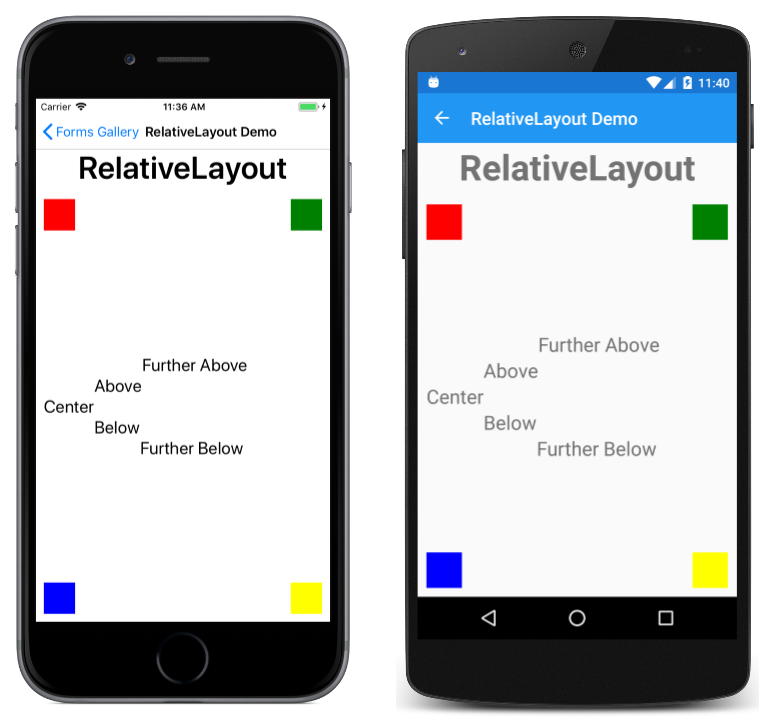 Carrier 11:36 AM
Forms Gallery RelativeLayout Demo
RelativeLayout
Further Above
Above
Center
Below
Further Below
11:40
RelativeLayout Demo
RelativeLayout
Further Above
Above
Center
Below
Further Below